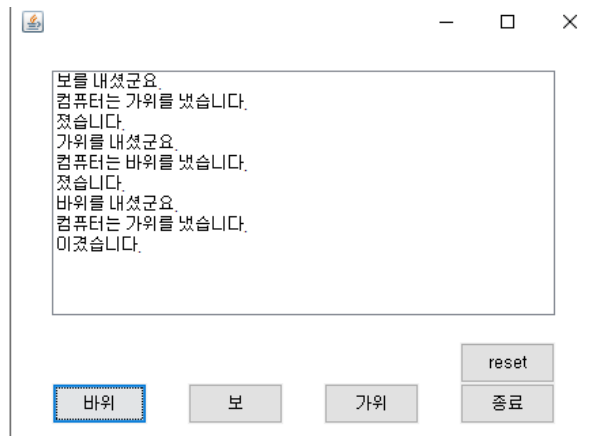 보를 내셨군요.
컴퓨터는 가위를 냈습니다.
졌습니다.
가위를 내셨군요.
컴퓨터는 바위를 냈습니다.
졌습니다.
바위를 내셨군요.
컴퓨터는 가위를 냈습니다.
이겼습니다.
reset
바위 보 가위 종료